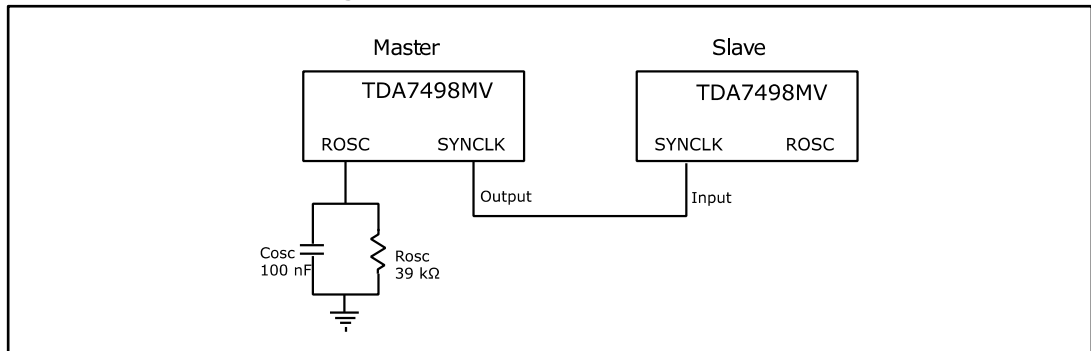 Master
Slave
TDA7498MV
TDA7498MV
ROSC
SYNCLK
SYNCLK
ROSC
Output
Input
Cosc
100 nF
Rosc
39 kΩ